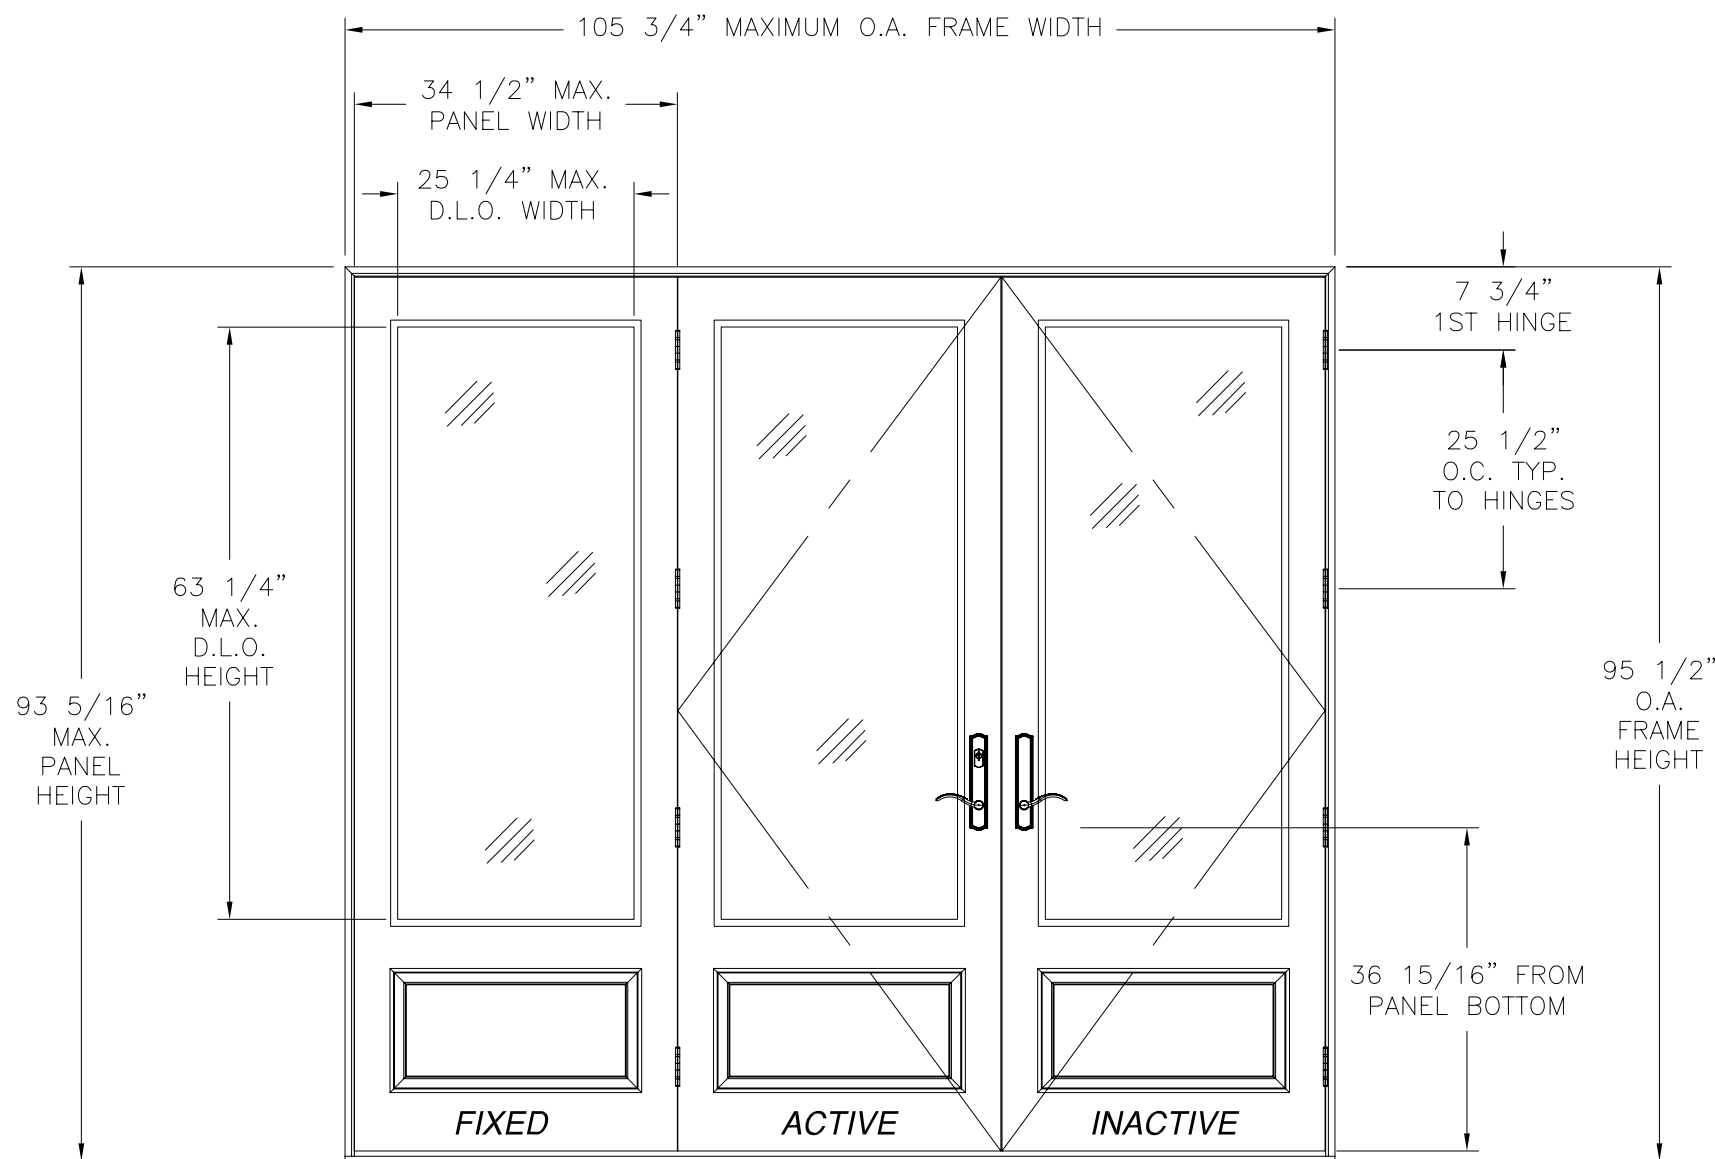 105 3/4” MAXIMUM O.A. FRAME WIDTH
34 1/2” MAX.
PANEL WIDTH
25 1/4” MAX.
D.L.O. WIDTH
7 3/4”
1ST HINGE
25 1/2”
O.C. TYP.
TO HINGES
63 1/4”
MAX.
D.L.O.
HEIGHT
93 5/16”
MAX.
PANEL
HEIGHT
95 1/2”
O.A.
FRAME
HEIGHT
36 15/16” FROM
PANEL BOTTOM
FIXED
ACTIVE
INACTIVE